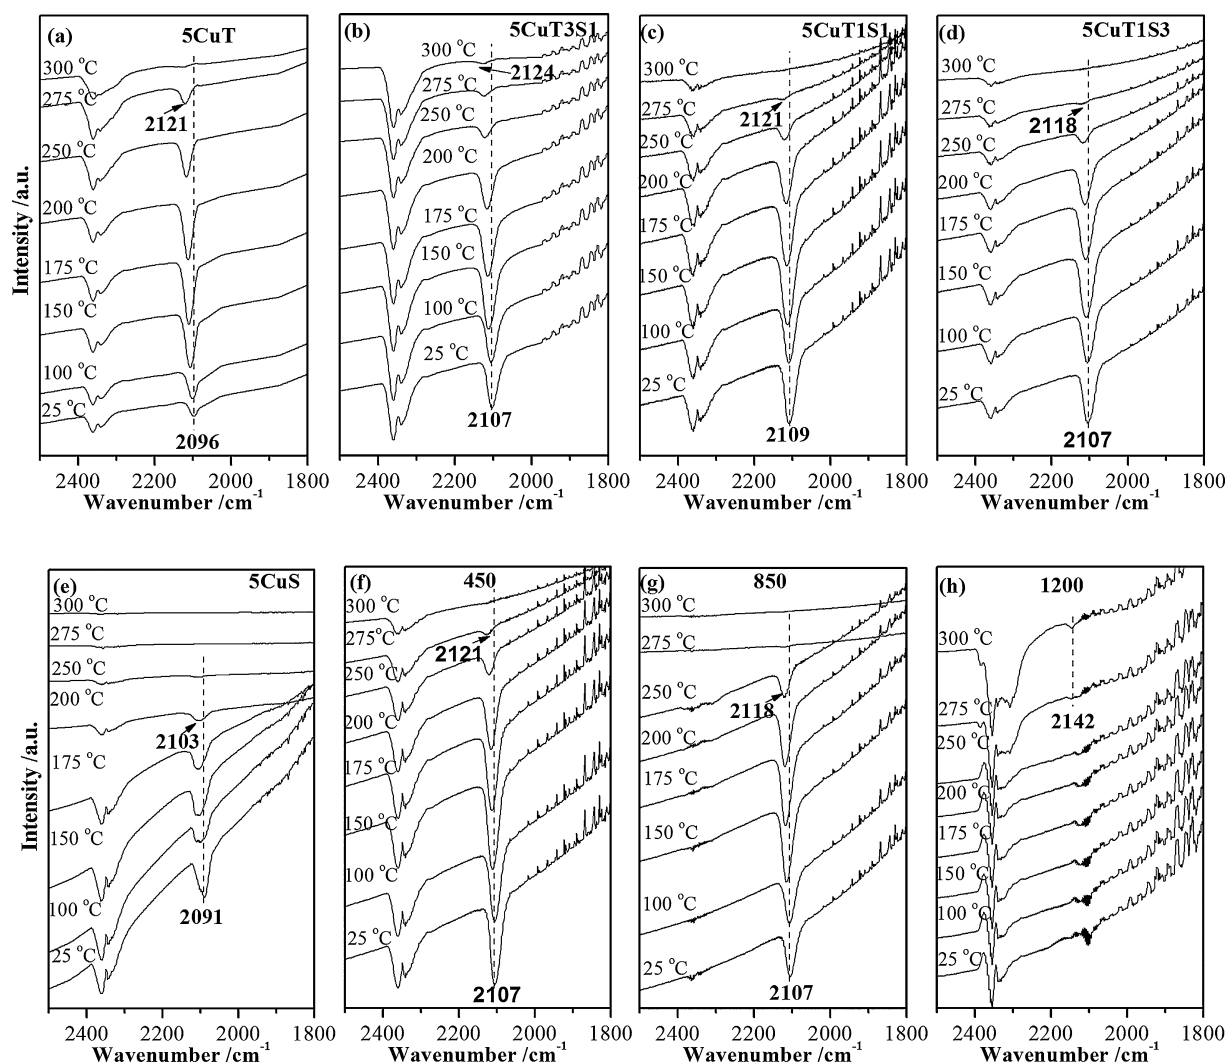 (a) 5CuT
300 °C
275 °C
2121
250 °C
200 °C
175 °C
150 °C
100 °C
25 °C
2096
2400 2200 2000 1800
Wavenumber /cm⁻¹
Intensity /a.u.
(b) 5CuT3S1
300 °C
2124
275 °C
250 °C
200 °C
175 °C
150 °C
100 °C
25 °C
2107
2400 2200 2000 1800
Wavenumber /cm⁻¹
(c) 5CuT1S1
300 °C
275 °C
2121
250 °C
200 °C
175 °C
150 °C
100 °C
25 °C
2109
2400 2200 2000 1800
Wavenumber /cm⁻¹
(d) 5CuT1S3
300 °C
275 °C
2118
250 °C
200 °C
175 °C
150 °C
100 °C
25 °C
2107
2400 2200 2000 1800
Wavenumber /cm⁻¹
(e) 5CuS
300 °C
275 °C
250 °C
200 °C
2103
175 °C
150 °C
100 °C
25 °C
2091
2400 2200 2000 1800
Wavenumber /cm⁻¹
Intensity /a.u.
(f) 450
300 °C
275 °C
2121
250 °C
200 °C
175 °C
150 °C
100 °C
25 °C
2107
2400 2200 2000 1800
Wavenumber /cm⁻¹
(g) 850
300 °C
275 °C
250 °C
2118
200 °C
175 °C
150 °C
100 °C
25 °C
2107
2400 2200 2000 1800
Wavenumber /cm⁻¹
(h) 1200
300 °C
275 °C
2142
250 °C
200 °C
175 °C
150 °C
100 °C
25 °C
2400 2200 2000 1800
Wavenumber /cm⁻¹